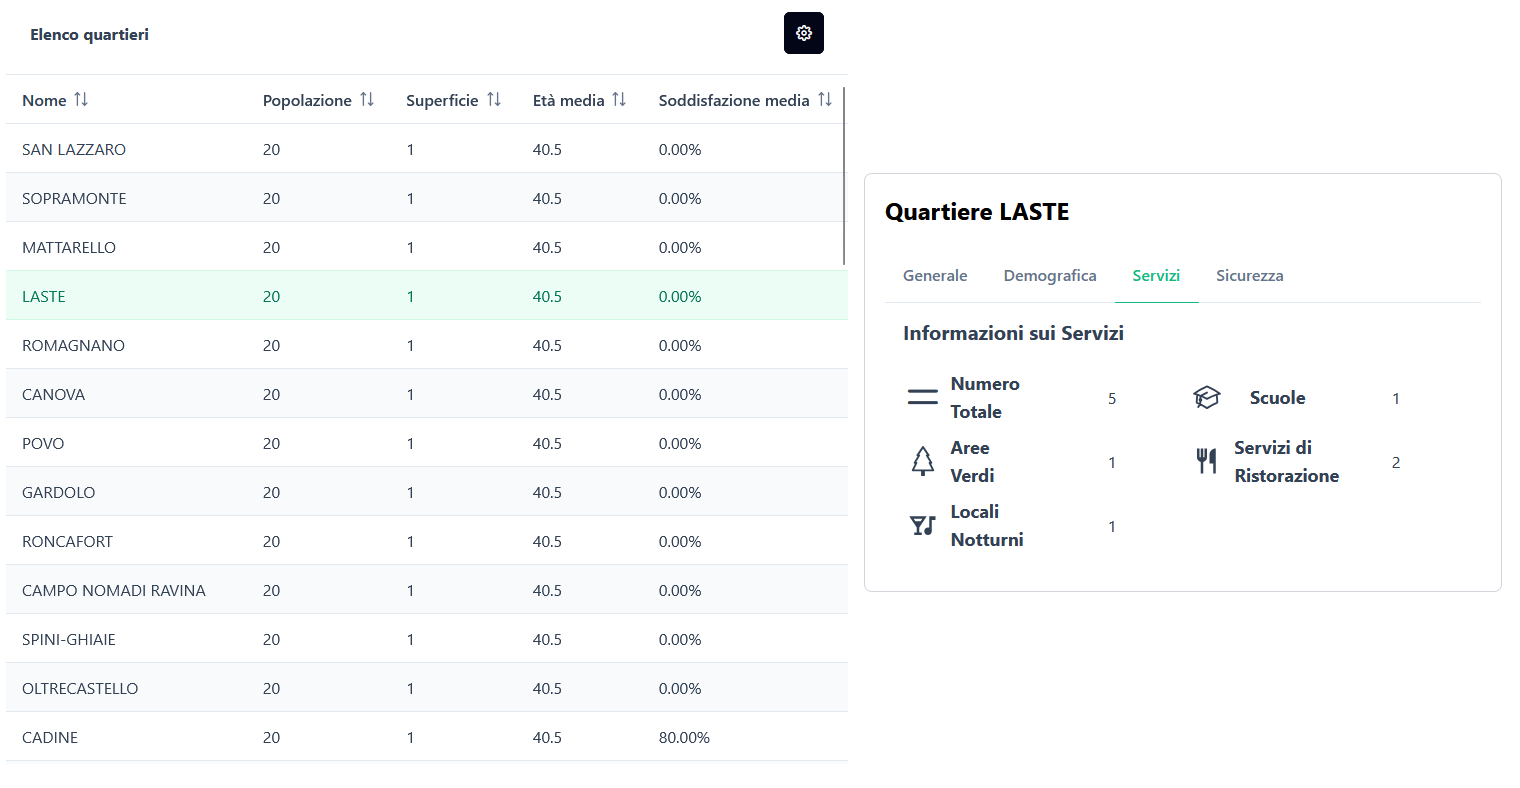 Elenco quartieri
Nome Popolazione Superficie Età media Soddisfazione media
SAN LAZZARO 20 1 40.5 0.00%
SOPRAMONTE 20 1 40.5 0.00%
MATTARELLO 20 1 40.5 0.00%
LASTE 20 1 40.5 0.00%
ROMAGNANO 20 1 40.5 0.00%
CANOVA 20 1 40.5 0.00%
POVO 20 1 40.5 0.00%
GARDOLO 20 1 40.5 0.00%
RONCAFORT 20 1 40.5 0.00%
CAMPO NOMADI RAVINA 20 1 40.5 0.00%
SPINI-GHIAIE 20 1 40.5 0.00%
OLTRECASTELLO 20 1 40.5 0.00%
CADINE 20 1 40.5 80.00%
Quartiere LASTE
Generale Demografica Servizi Sicurezza
Informazioni sui Servizi
Numero
Totale
5
Scuole 1
Aree
Verdi
1
Servizi di
Ristorazione
2
Locali
Notturni
1